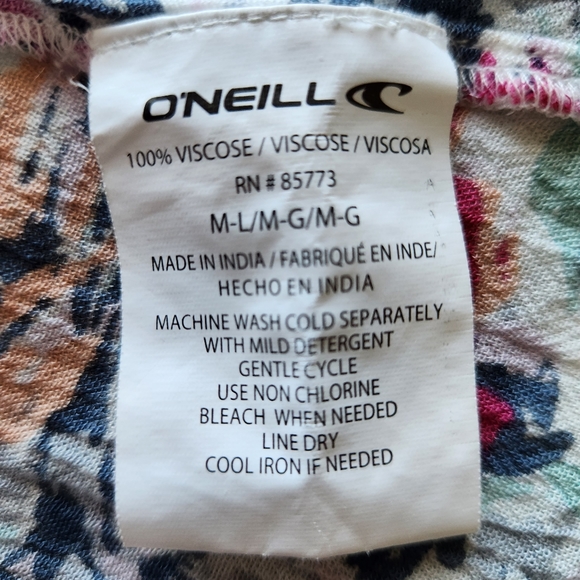 O'NEILL
100% VISCOSE / VISCOSE / VISCOSA
RN # 85773
M-L/M-G/M-G
MADE IN INDIA / FABRIQUÉ EN INDE/
HECHO EN INDIA
MACHINE WASH COLD SEPARATELY
WITH MILD DETERGENT
GENTLE CYCLE
USE NON CHLORINE
BLEACH WHEN NEEDED
LINE DRY
COOL IRON IF NEEDED